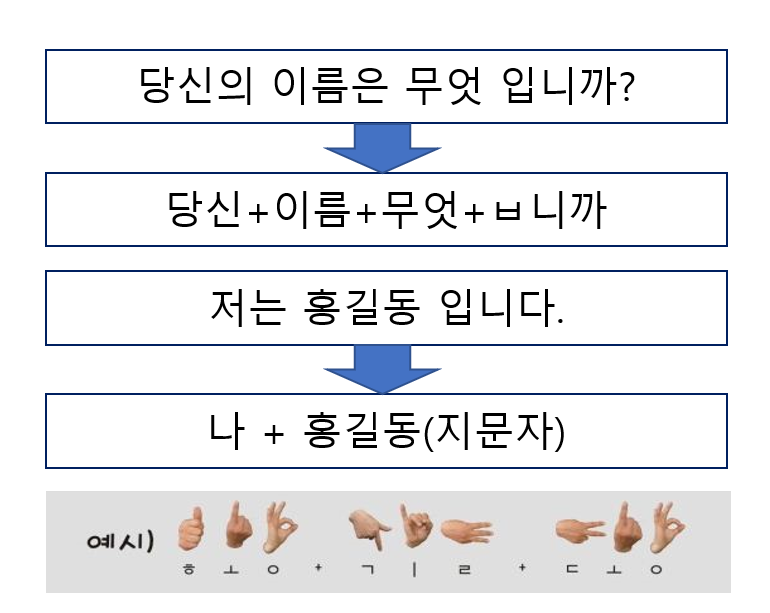 당신의 이름은 무엇 입니까?
당신+이름+무엇+ㅂ니까
저는 홍길동 입니다.
나 + 홍길동(지문자)
예시)
ㅎ ㅗ ㅇ + ㄱ ㅣ ㄹ + ㄷ ㅗ ㅇ